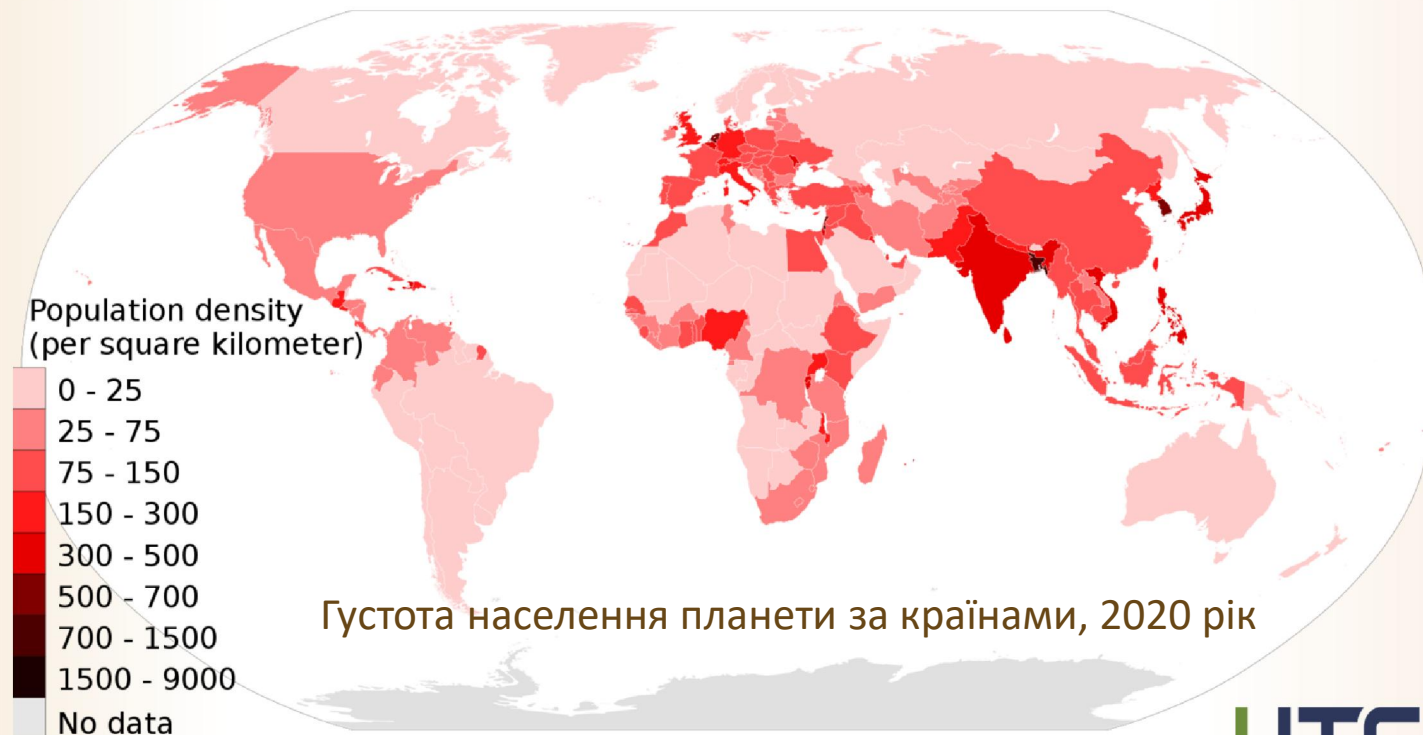 Population density
(per square kilometer)
0 - 25
25 - 75
75 - 150
150 - 300
300 - 500
500 - 700
700 - 1500
1500 - 9000
No data
Густота населення планети за країнами, 2020 рік